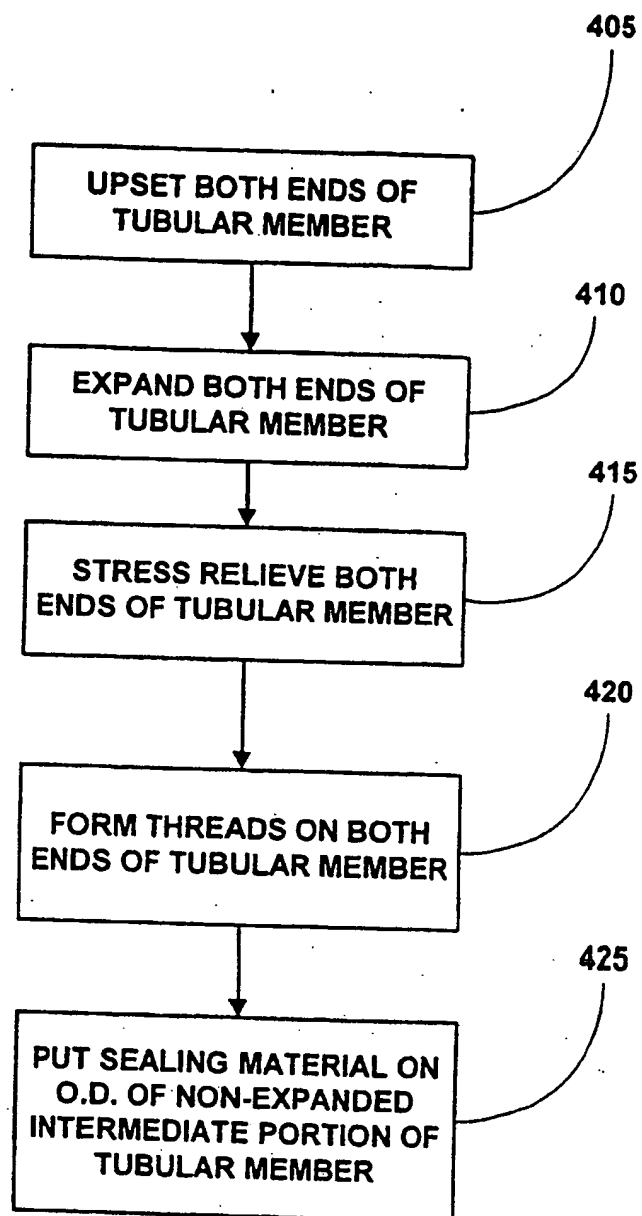 405
UPSET BOTH ENDS OF
TUBULAR MEMBER
410
EXPAND BOTH ENDS OF
TUBULAR MEMBER
415
STRESS RELIEVE BOTH
ENDS OF TUBULAR MEMBER
420
FORM THREADS ON BOTH
ENDS OF TUBULAR MEMBER
425
PUT SEALING MATERIAL ON
O.D. OF NON-EXPANDED
INTERMEDIATE PORTION OF
TUBULAR MEMBER